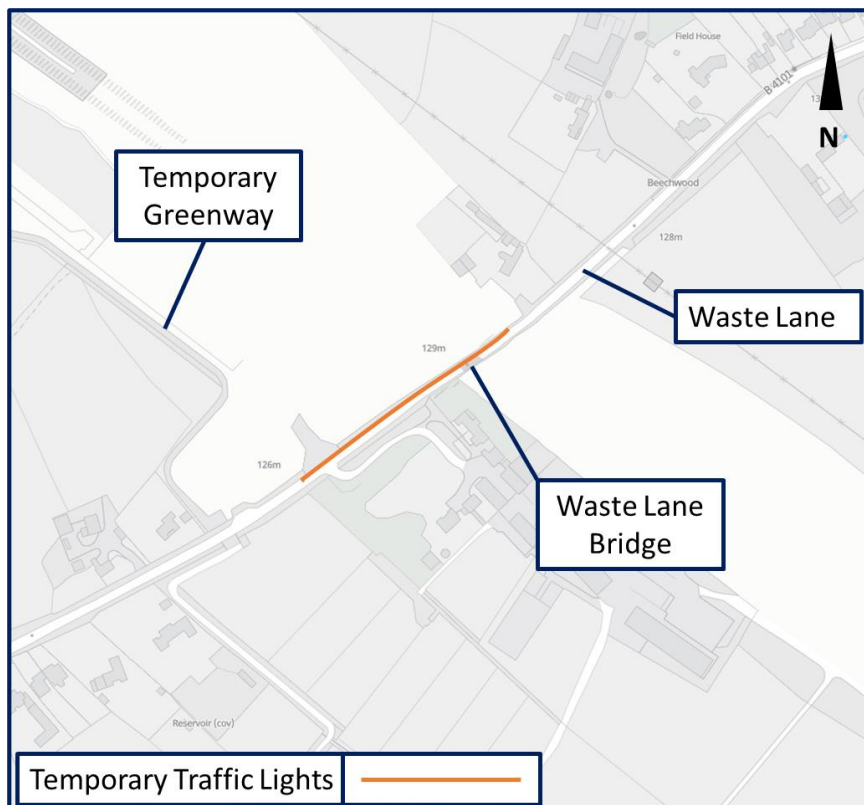 Field House
B 4101
N
Temporary
Greenway
Beechwood
128m
Waste Lane
129m
126m
Waste Lane
Bridge
Reservoir (cov)
Temporary Traffic Lights